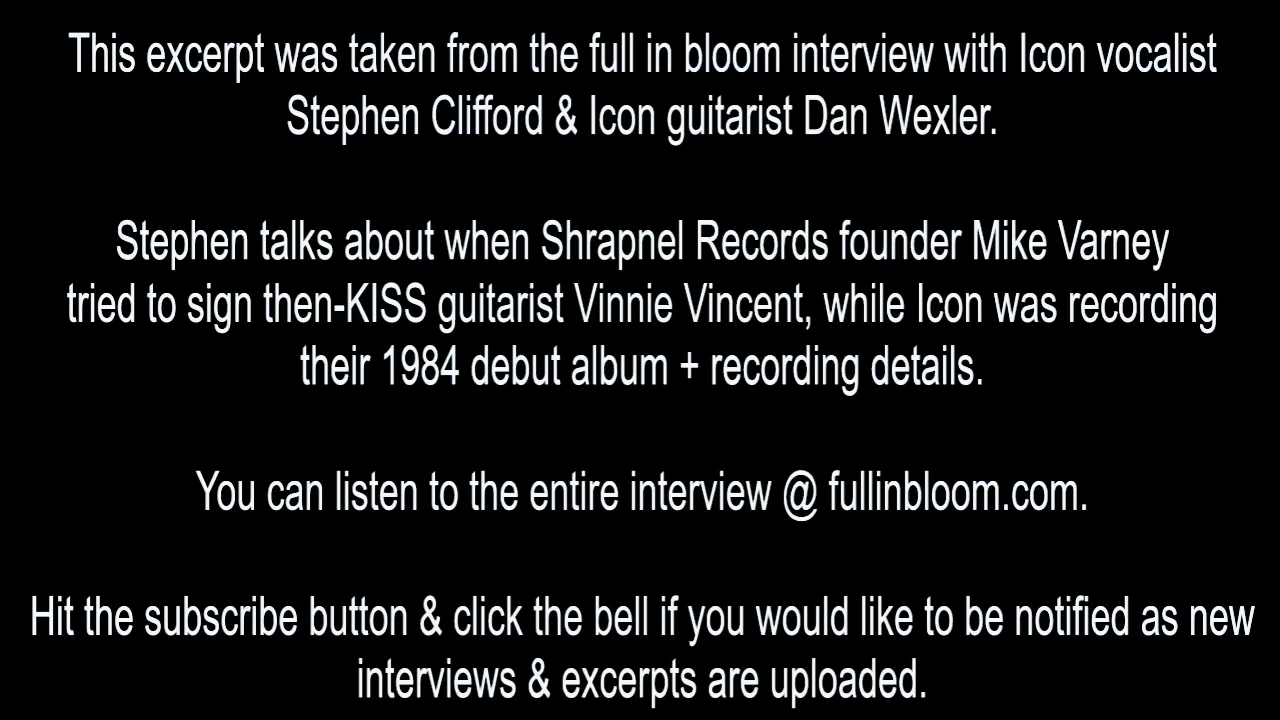 This excerpt was taken from the full in bloom interview with Icon vocalist
Stephen Clifford & Icon guitarist Dan Wexler.
Stephen talks about when Shrapnel Records founder Mike Varney
tried to sign then-KISS guitarist Vinnie Vincent, while Icon was recording
their 1984 debut album + recording details.
You can listen to the entire interview @ fullinbloom.com.
Hit the subscribe button & click the bell if you would like to be notified as new
interviews & excerpts are uploaded.